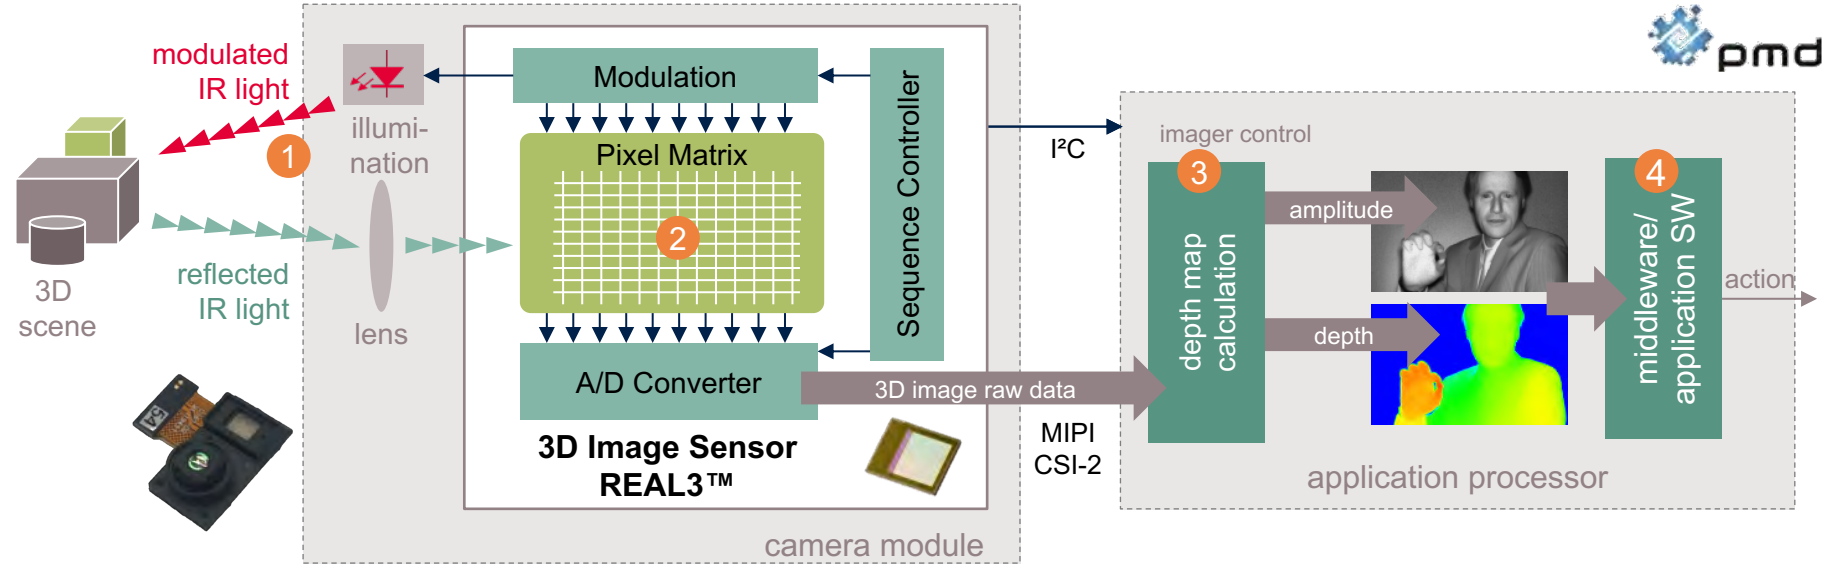 modulated
IR light
1
illumi-
nation
reflected
IR light
lens
3D
scene
54
Modulation
Pixel Matrix
2
Sequence Controller
A/D Converter
3D Image Sensor
REAL3™
camera module
3D image raw data
I²C
MIPI
CSI-2
pmd
imager control
3
depth map
calculation
amplitude
depth
4
middleware/
application SW
action
application processor